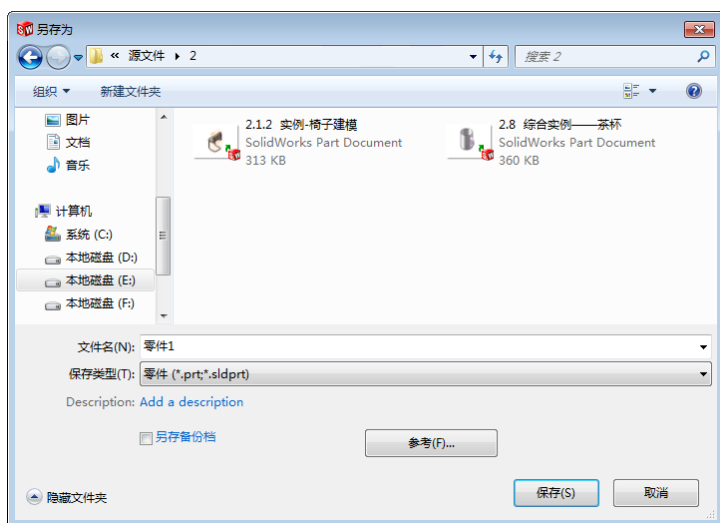 另存为
« 源文件 ▸ 2
搜索 2
组织 ▼ 新建文件夹
图片
文档
音乐
计算机
系统 (C:)
本地磁盘 (D:)
本地磁盘 (E:)
本地磁盘 (F:)
2.1.2 实例-椅子建模
SolidWorks Part Document
313 KB
2.8 综合实例——茶杯
SolidWorks Part Document
360 KB
文件名(N): 零件1
保存类型(T): 零件 (*.prt;*.sldprt)
Description: Add a description
另存备份档
参考(F)...
隐藏文件夹
保存(S)
取消